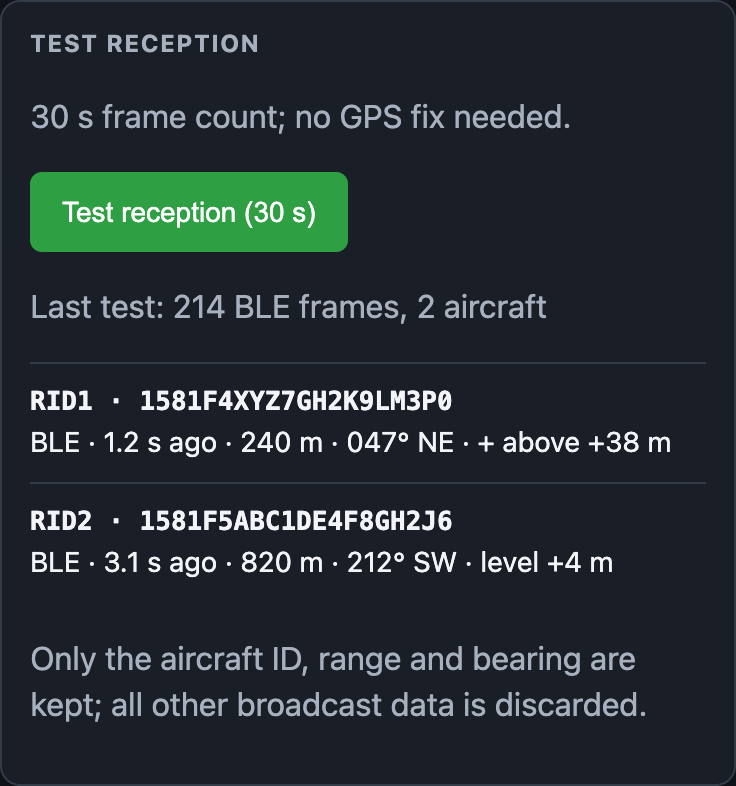 TEST RECEPTION
30 s frame count; no GPS fix needed.
Test reception (30 s)
Last test: 214 BLE frames, 2 aircraft
RID1 · 1581F4XYZ7GH2K9LM3P0
BLE · 1.2 s ago · 240 m · 047° NE · + above +38 m
RID2 · 1581F5ABC1DE4F8GH2J6
BLE · 3.1 s ago · 820 m · 212° SW · level +4 m
Only the aircraft ID, range and bearing are
kept; all other broadcast data is discarded.